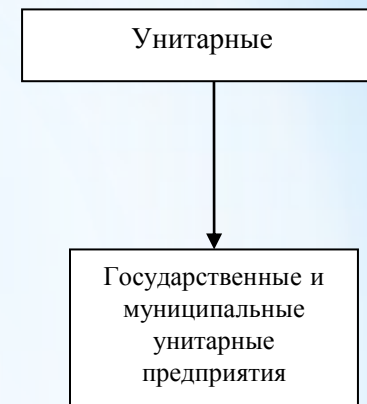 Унитарные
Государственные и
муниципальные
унитарные
предприятия